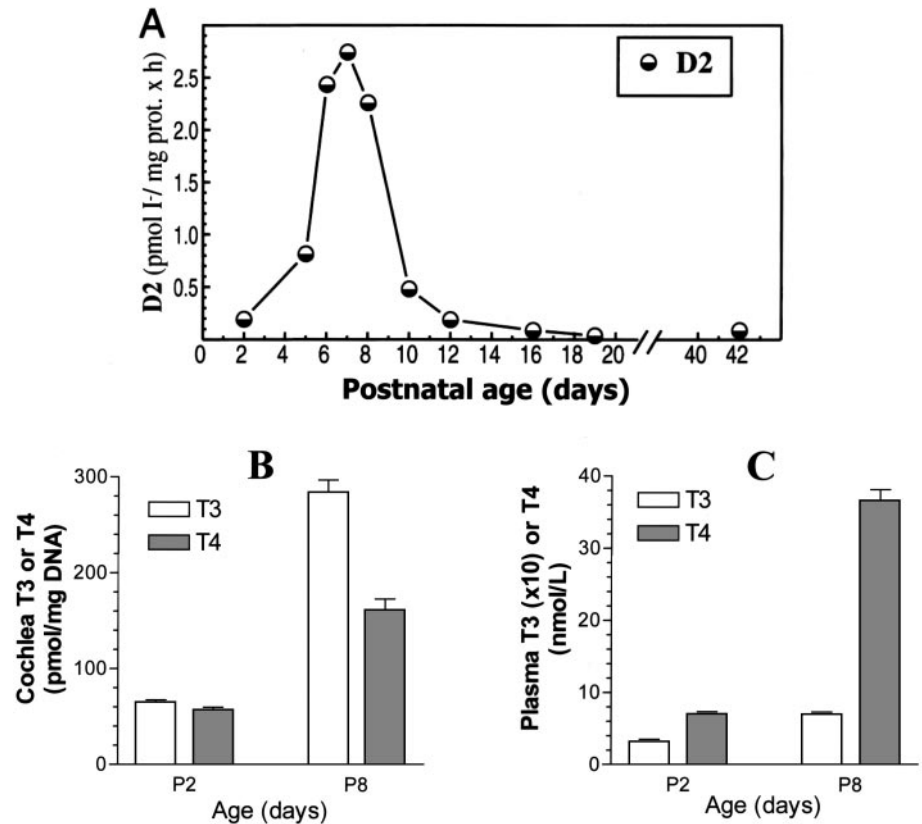 A
D2
D2 (pmol I-/ mg prot. x h)
2.5
2.0
1.5
1.0
0.5
0 2 4 6 8 10 12 14 16 18 20 40 42
Postnatal age (days)
B
T3
T4
Cochlea T3 or T4
(pmol/mg DNA)
300
200
100
0
P2 P8
Age (days)
C
T3
T4
Plasma T3 (x10) or T4
(nmol/L)
40
30
20
10
0
P2 P8
Age (days)